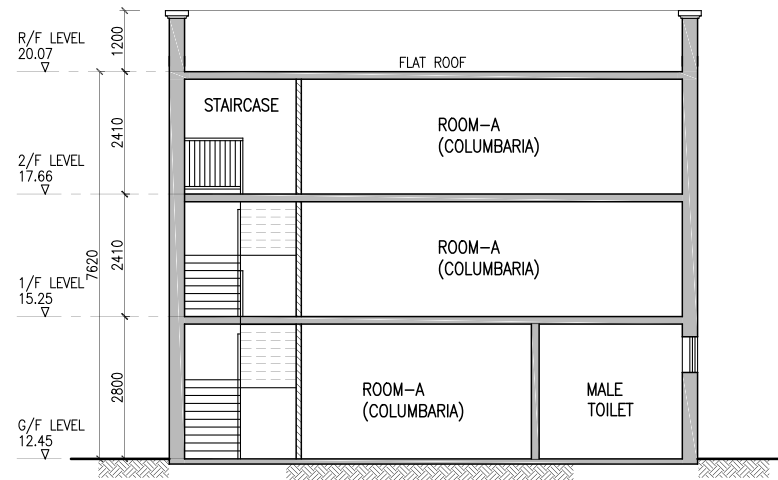 R/F LEVEL
20.07
1200
FLAT ROOF
STAIRCASE
ROOM-A
(COLUMBARIA)
2410
2/F LEVEL
17.66
ROOM-A
(COLUMBARIA)
2410
7620
1/F LEVEL
15.25
ROOM-A
(COLUMBARIA)
MALE
TOILET
2800
G/F LEVEL
12.45